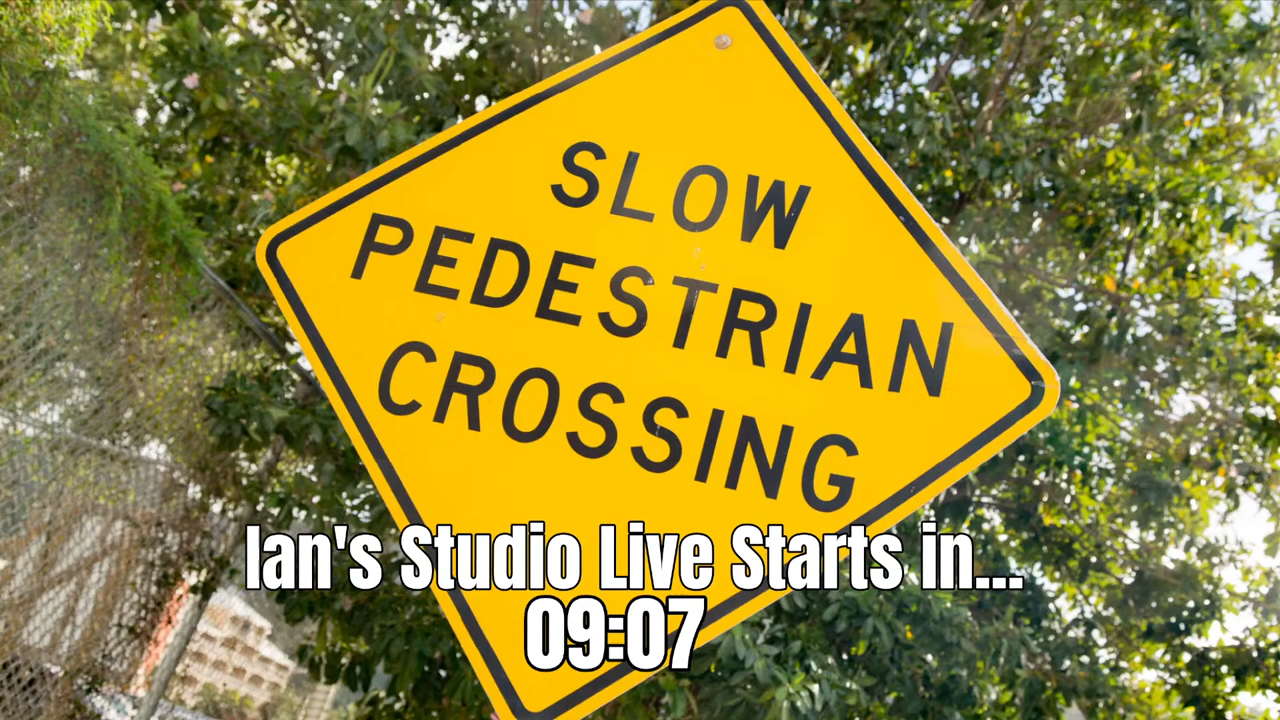 SLOW
PEDESTRIAN
CROSSING
Ian's Studio Live Starts in...
09:07